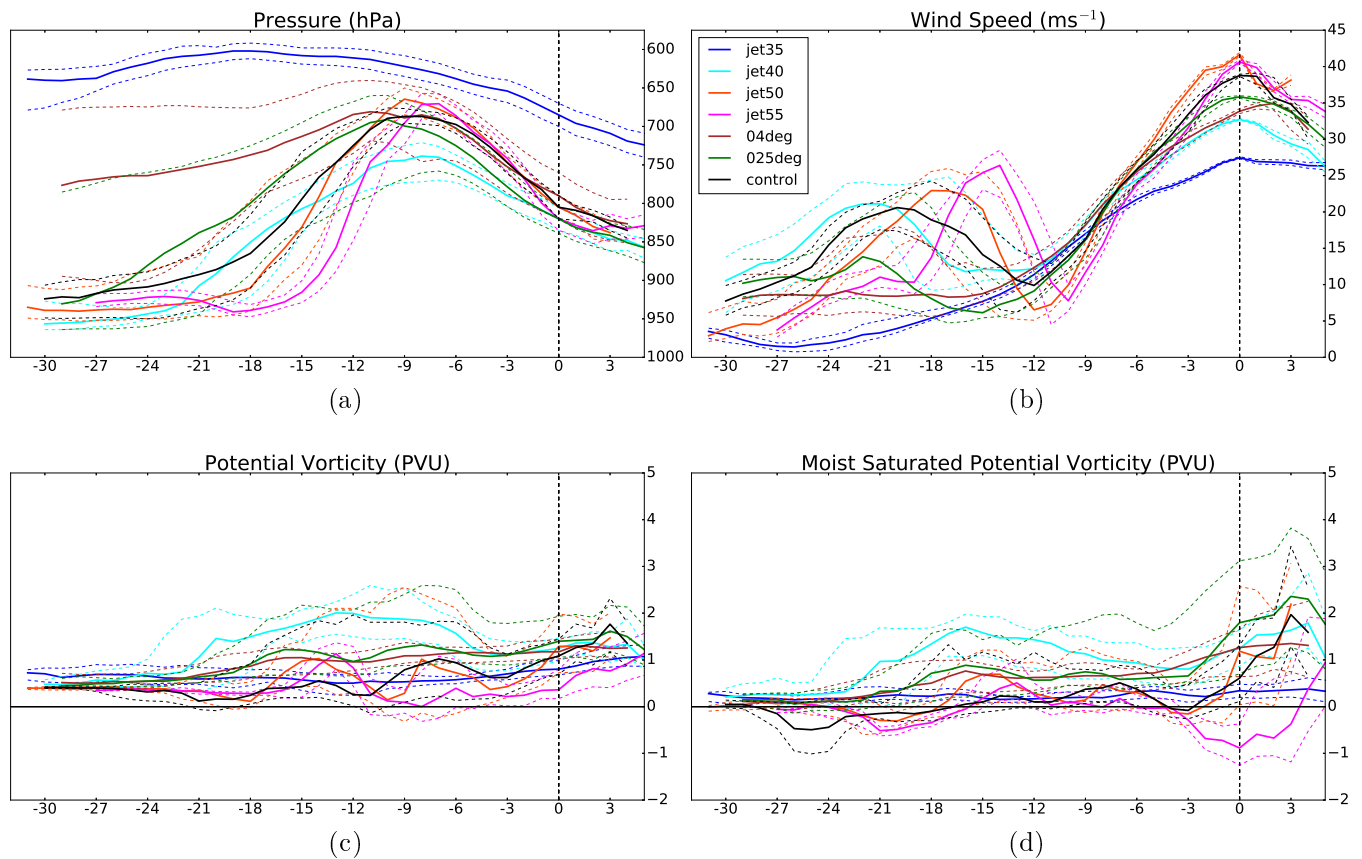 Pressure (hPa)
600
650
700
750
800
850
900
950
1000
-30 -27 -24 -21 -18 -15 -12 -9 -6 -3 0 3
(a)
Wind Speed (ms⁻¹)
jet35
jet40
jet50
jet55
04deg
025deg
control
45
40
35
30
25
20
15
10
5
0
-30 -27 -24 -21 -18 -15 -12 -9 -6 -3 0 3
(b)
Potential Vorticity (PVU)
5
4
3
2
1
0
−1
−2
-30 -27 -24 -21 -18 -15 -12 -9 -6 -3 0 3
(c)
Moist Saturated Potential Vorticity (PVU)
5
4
3
2
1
0
−1
−2
-30 -27 -24 -21 -18 -15 -12 -9 -6 -3 0 3
(d)